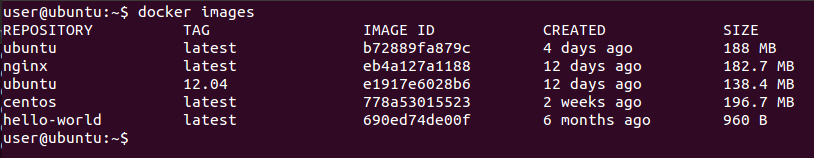 user@ubuntu:~$ docker images
REPOSITORY TAG IMAGE ID CREATED SIZE
ubuntu latest b72889fa879c 4 days ago 188 MB
nginx latest eb4a127a1188 12 days ago 182.7 MB
ubuntu 12.04 e1917e6028b6 12 days ago 138.4 MB
centos latest 778a53015523 2 weeks ago 196.7 MB
hello-world latest 690ed74de00f 6 months ago 960 B
user@ubuntu:~$